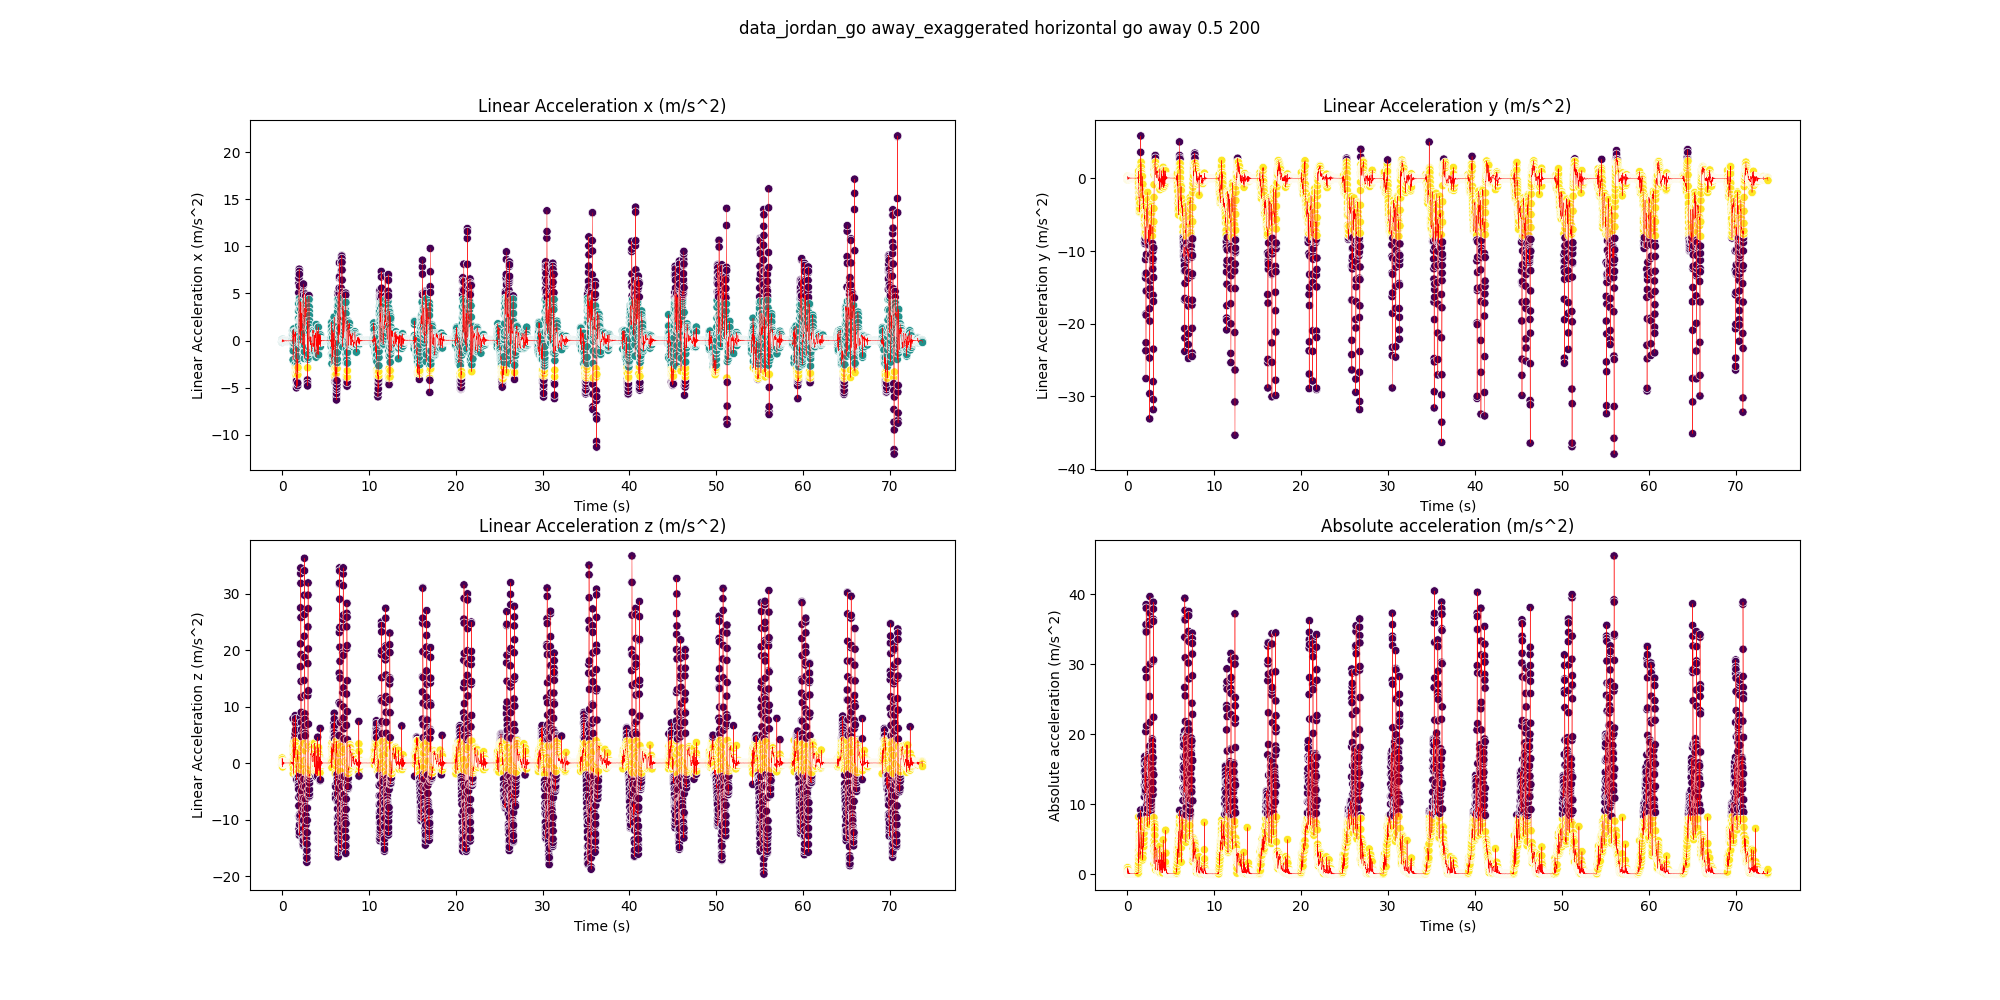 data_jordan_go away_exaggerated horizontal go away 0.5 200
Linear Acceleration x (m/s^2)
Linear Acceleration x (m/s^2)
20
15
10
5
0
−5
−10
0 10 20 30 40 50 60 70
Time (s)
Linear Acceleration y (m/s^2)
Linear Acceleration y (m/s^2)
0
−10
−20
−30
−40
0 10 20 30 40 50 60 70
Time (s)
Linear Acceleration z (m/s^2)
Linear Acceleration z (m/s^2)
30
20
10
0
−10
−20
0 10 20 30 40 50 60 70
Time (s)
Absolute acceleration (m/s^2)
Absolute acceleration (m/s^2)
40
30
20
10
0
0 10 20 30 40 50 60 70
Time (s)